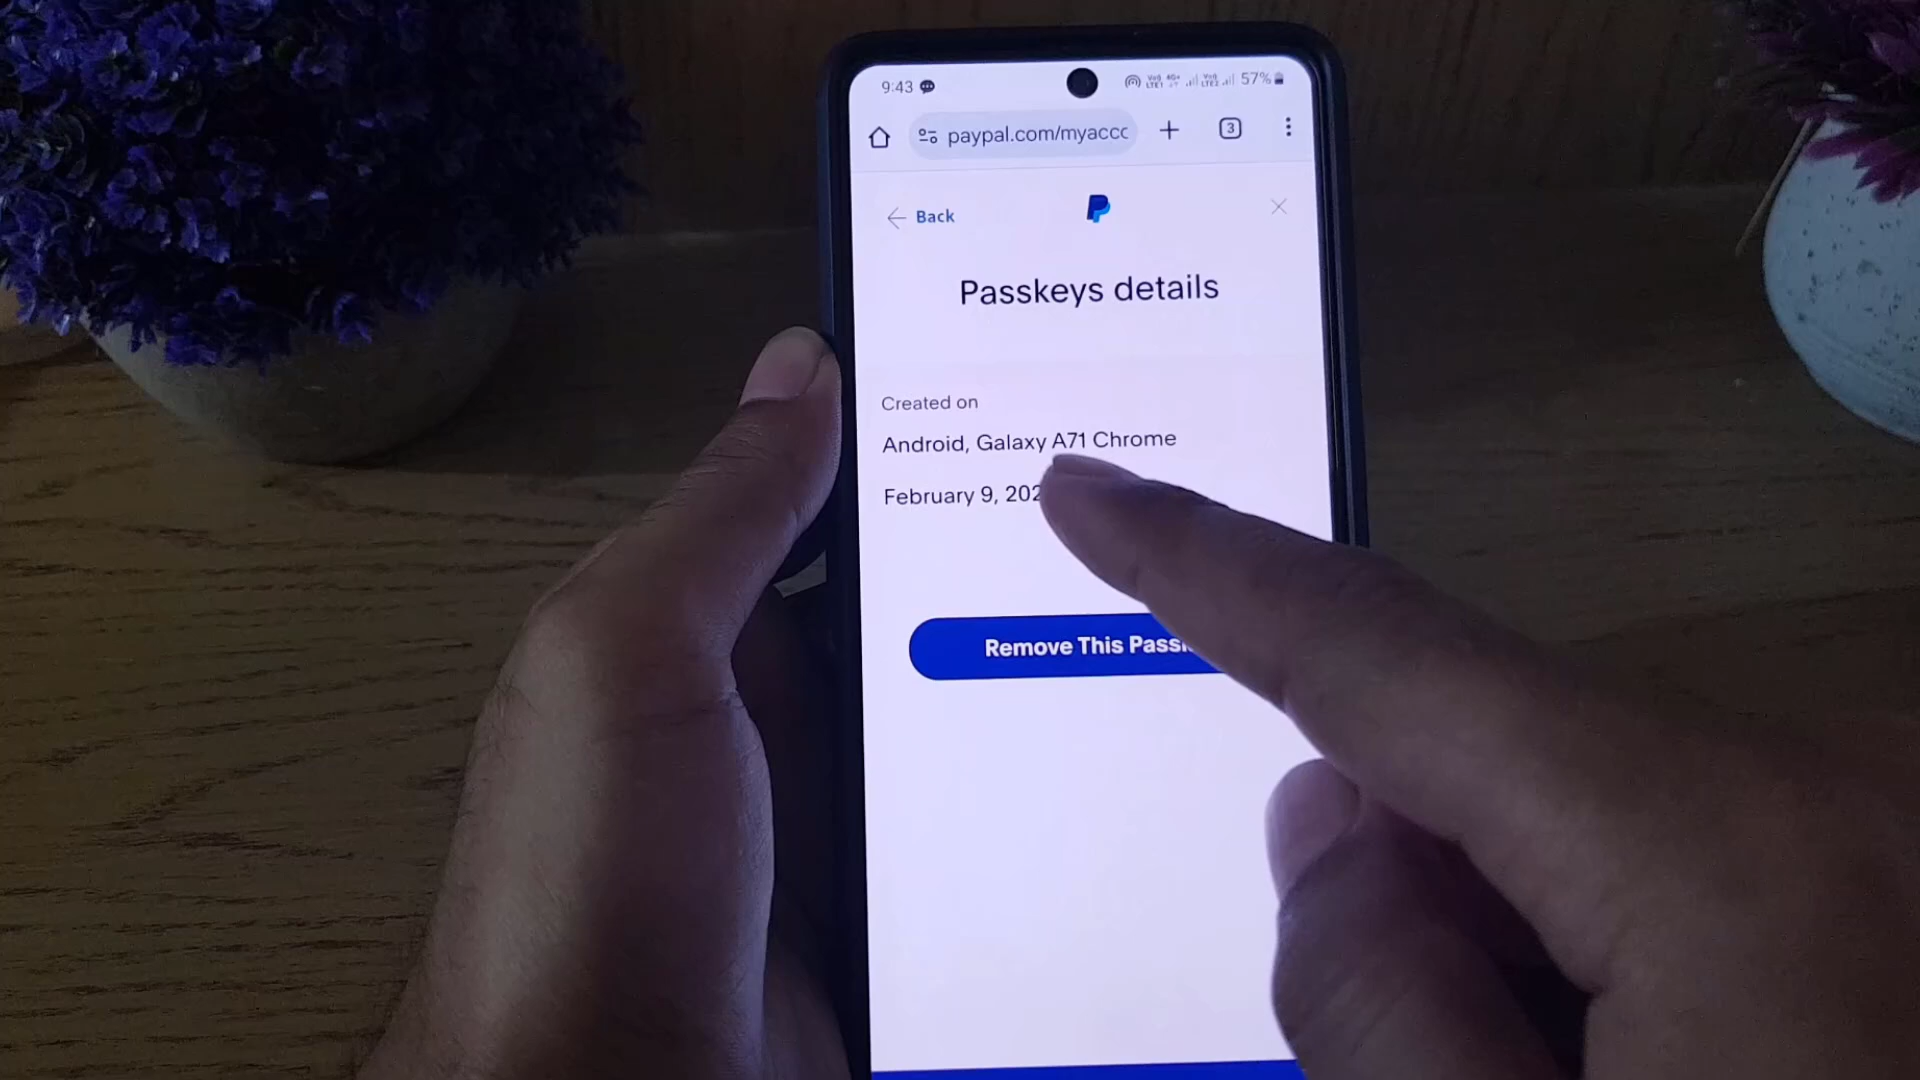 9:43 57%
paypal.com/myaccc 3
Back
Passkeys details
Created on
Android, Galaxy A71 Chrome
February 9, 202
Remove This Pass